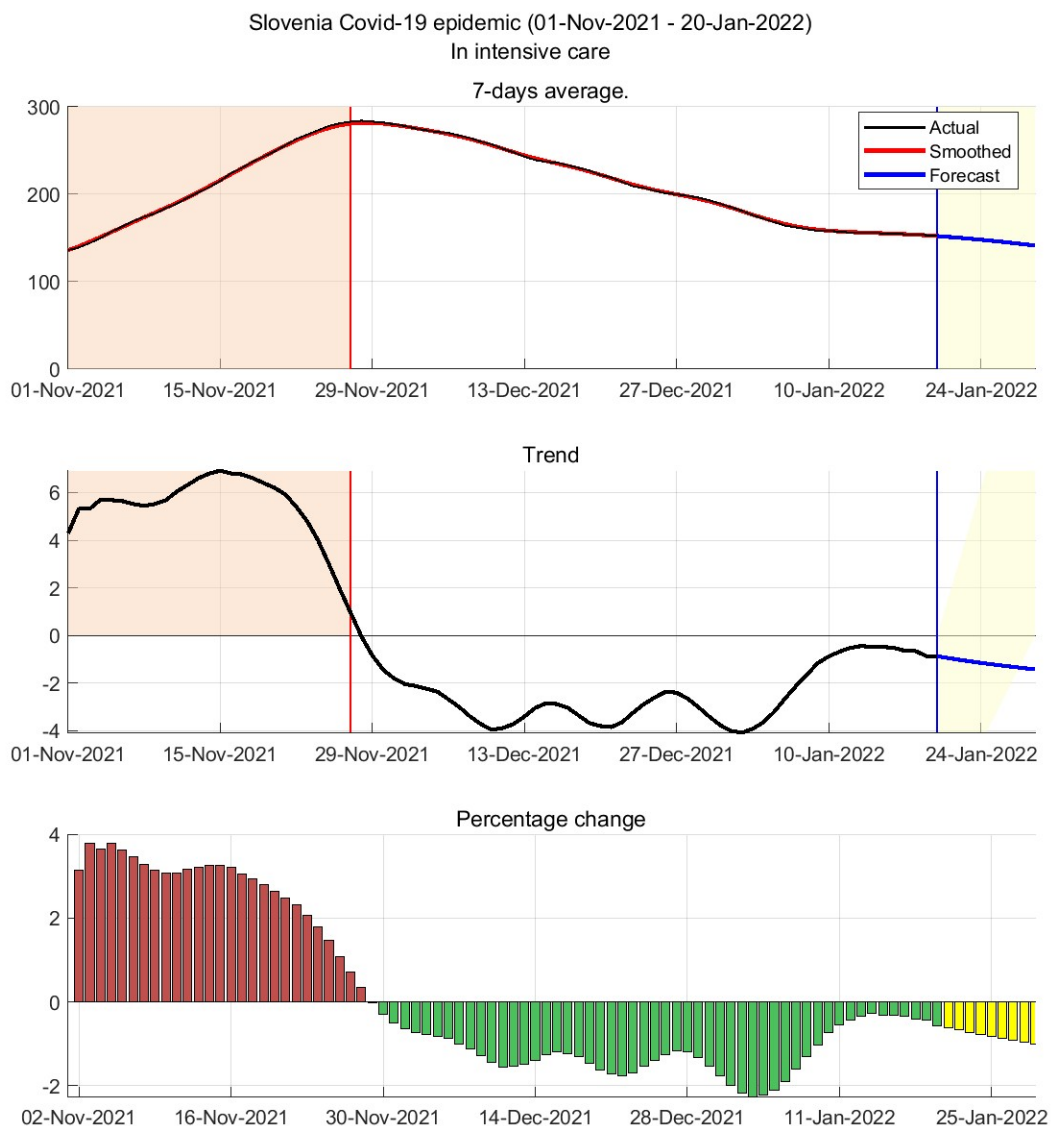 Slovenia Covid-19 epidemic (01-Nov-2021 - 20-Jan-2022)
In intensive care
7-days average.
300
200
100
0
Actual
Smoothed
Forecast
01-Nov-2021 15-Nov-2021 29-Nov-2021 13-Dec-2021 27-Dec-2021 10-Jan-2022 24-Jan-2022
Trend
6
4
2
0
-2
-4
01-Nov-2021 15-Nov-2021 29-Nov-2021 13-Dec-2021 27-Dec-2021 10-Jan-2022 24-Jan-2022
Percentage change
4
2
0
-2
02-Nov-2021 16-Nov-2021 30-Nov-2021 14-Dec-2021 28-Dec-2021 11-Jan-2022 25-Jan-2022